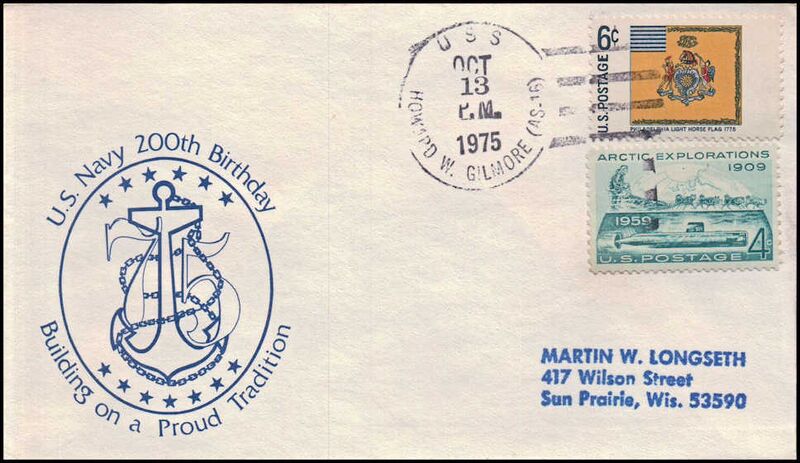 U.S. Navy 200th Birthday
75
Building on a Proud Tradition
USS
OCT
13
P.M.
1975
HOWARD W. GILMORE (AS-16)
6¢
U.S. POSTAGE
PHILADELPHIA LIGHT HORSE FLAG 1775
ARCTIC EXPLORATIONS
1909
1959
4¢
U.S. POSTAGE
MARTIN W. LONGSETH
417 Wilson Street
Sun Prairie, Wis. 53590